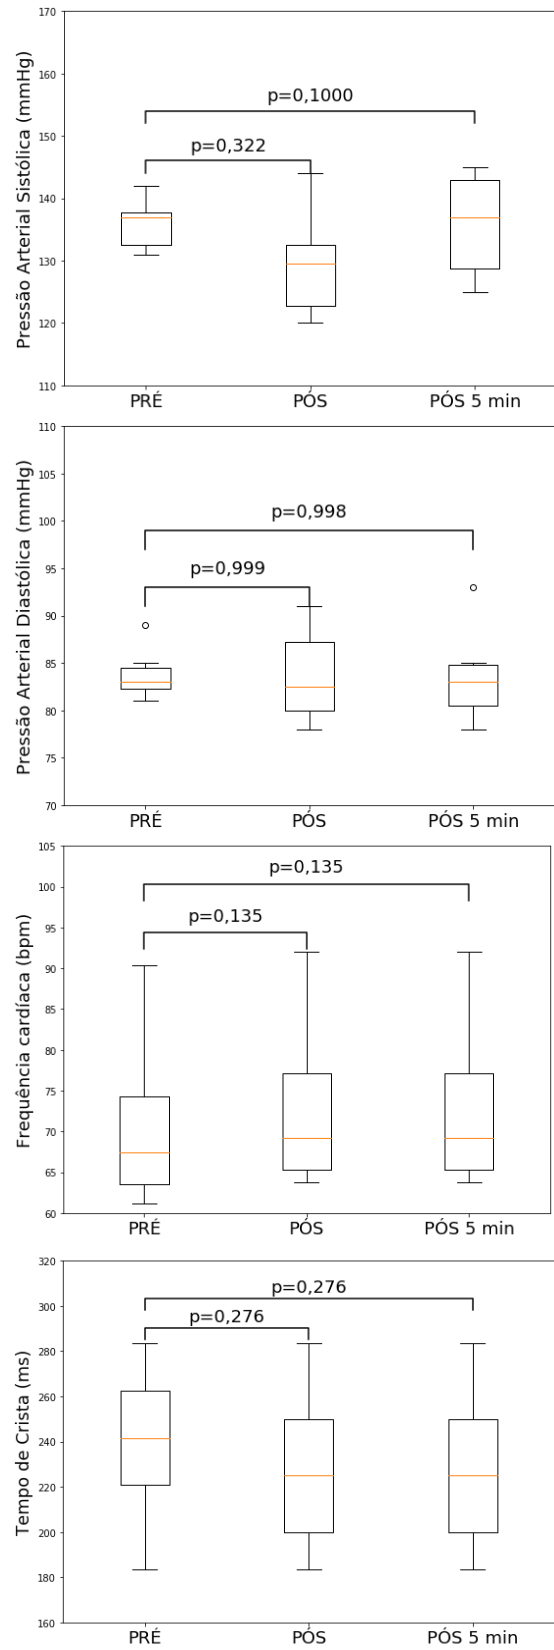 Pressão Arterial Sistólica (mmHg)
170
160
150
140
130
120
110
p=0,1000
p=0,322
PRÉ PÓS PÓS 5 min
Pressão Arterial Diastólica (mmHg)
110
105
100
95
90
85
80
75
70
p=0,998
p=0,999
PRÉ PÓS PÓS 5 min
Frequência cardíaca (bpm)
105
100
95
90
85
80
75
70
65
60
p=0,135
p=0,135
PRÉ PÓS PÓS 5 min
Tempo de Crista (ms)
320
300
280
260
240
220
200
180
160
p=0,276
p=0,276
PRÉ PÓS PÓS 5 min